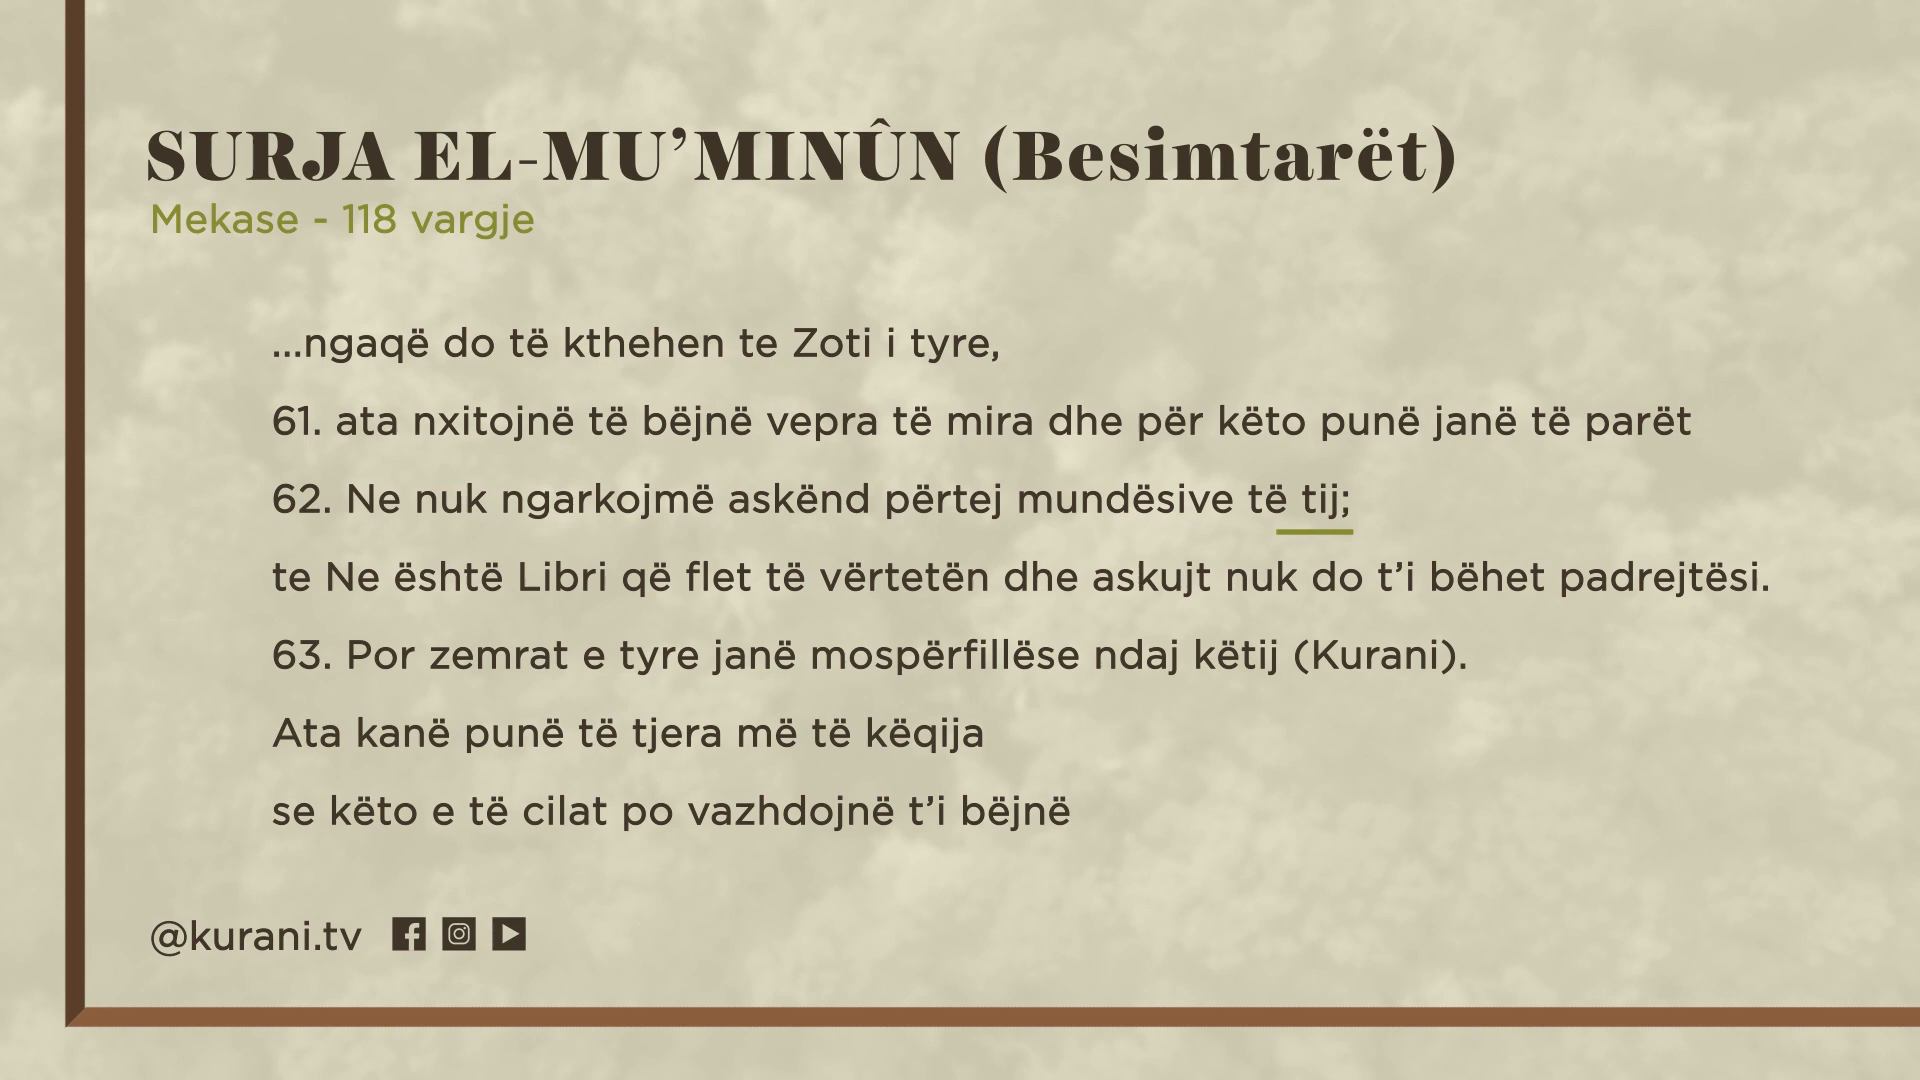 SURJA EL-MU’MINÛN (Besimtarët)
Mekase - 118 vargje
...ngaqë do të kthehen te Zoti i tyre,
61. ata nxitojnë të bëjnë vepra të mira dhe për këto punë janë të parët
62. Ne nuk ngarkojmë askënd përtej mundësive të tij;
te Ne është Libri që flet të vërtetën dhe askujt nuk do t’i bëhet padrejtësi.
63. Por zemrat e tyre janë mospërfillëse ndaj këtij (Kurani).
Ata kanë punë të tjera më të këqija
se këto e të cilat po vazhdojnë t’i bëjnë
@kurani.tv